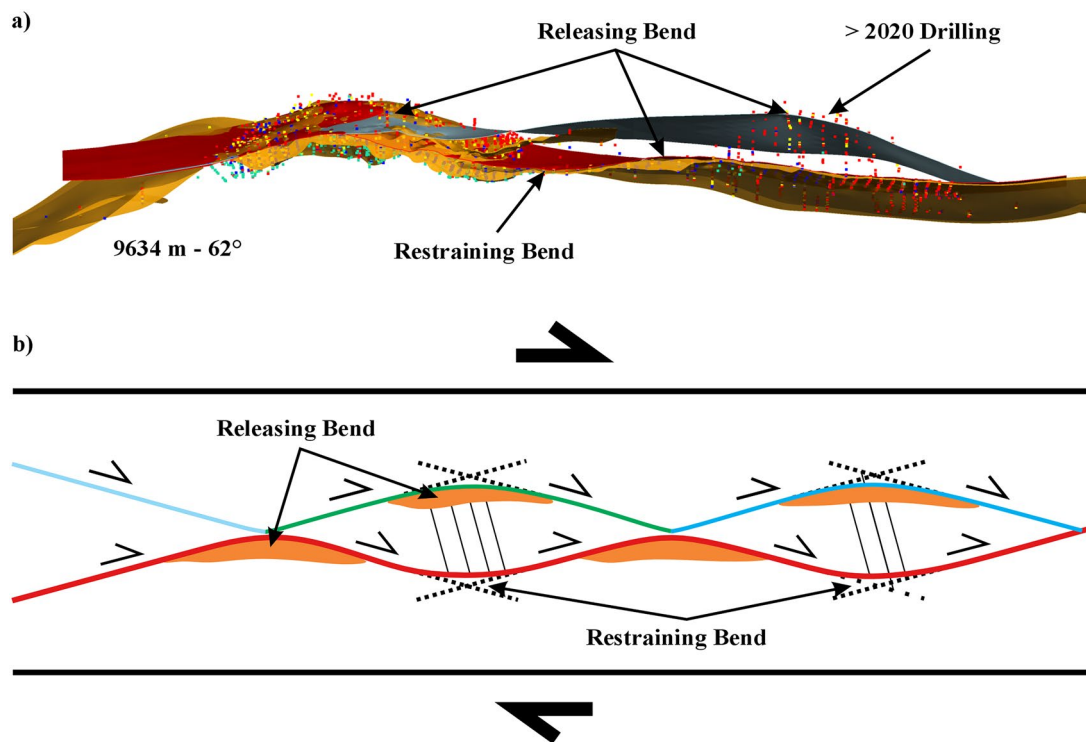 a)
Releasing Bend
> 2020 Drilling
9634 m - 62°
Restraining Bend
b)
Releasing Bend
Restraining Bend